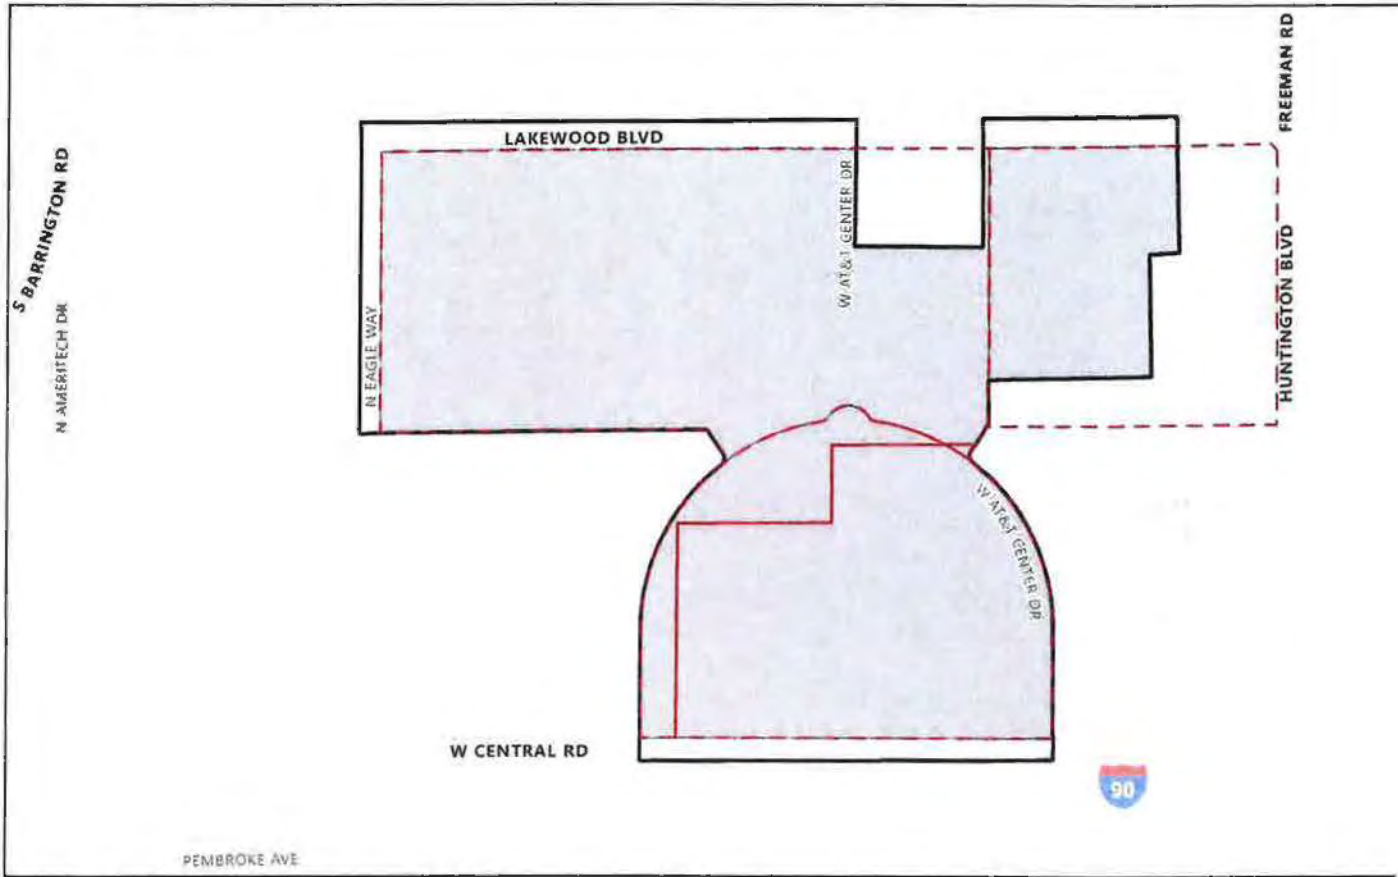 FREEMAN RD
LAKEWOOD BLVD
S BARRINGTON RD
W AT&T CENTER DR
N EAGLE WAY
HUNTINGTON BLVD
N AMERITECH DR
W AT&T CENTER DR
W CENTRAL RD
90
PEMBROKE AVE